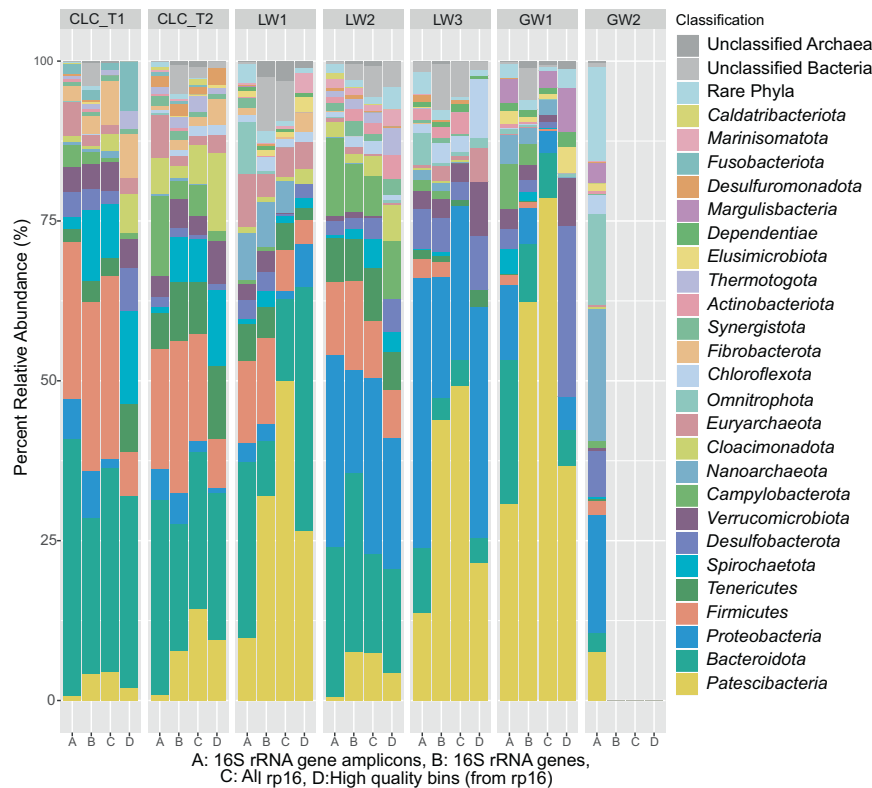 CLC_T1 CLC_T2 LW1 LW2 LW3 GW1 GW2
Percent Relative Abundance (%)
100
75
50
25
0
A B C D A B C D A B C D A B C D A B C D A B C D A B C D
A: 16S rRNA gene amplicons, B: 16S rRNA genes,
C: All rp16, D:High quality bins (from rp16)
Classification
Unclassified Archaea
Unclassified Bacteria
Rare Phyla
Caldatribacteriota
Marinisomatota
Fusobacteriota
Desulfuromonadota
Margulisbacteria
Dependentiae
Elusimicrobiota
Thermotogota
Actinobacteriota
Synergistota
Fibrobacterota
Chloroflexota
Omnitrophota
Euryarchaeota
Cloacimonadota
Nanoarchaeota
Campylobacterota
Verrucomicrobiota
Desulfobacterota
Spirochaetota
Tenericutes
Firmicutes
Proteobacteria
Bacteroidota
Patescibacteria